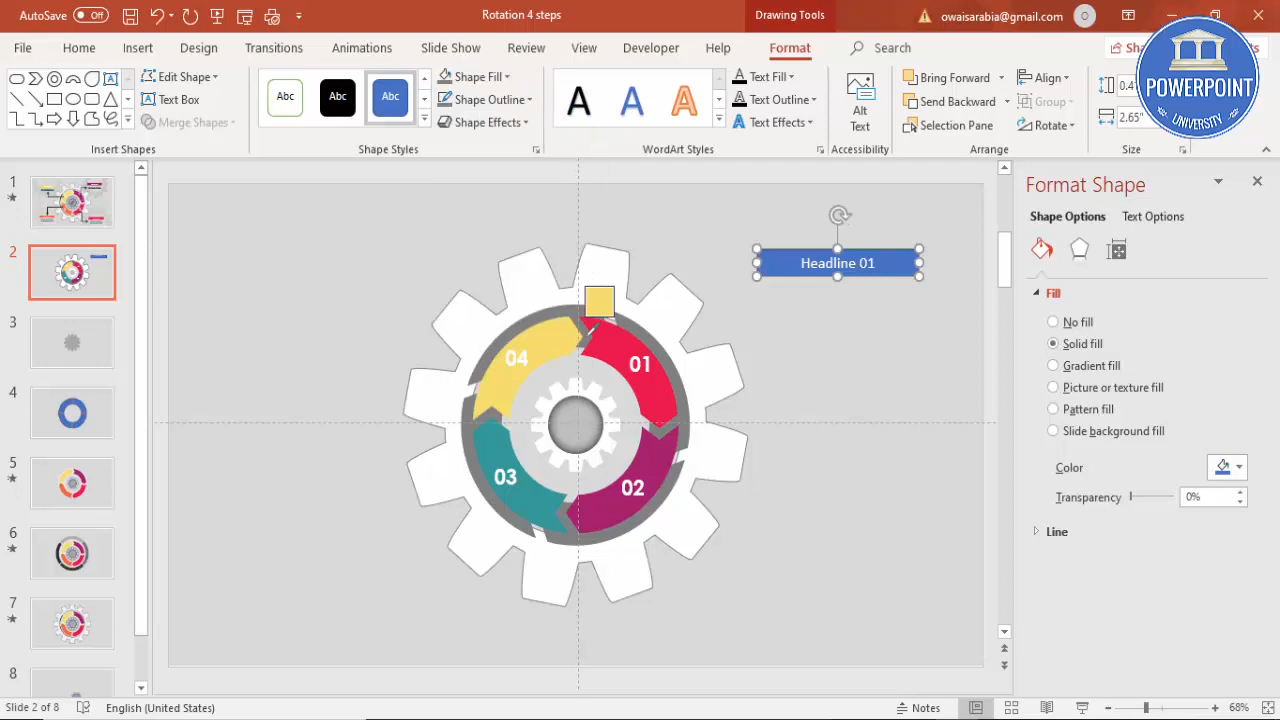 AutoSave Off Rotation 4 steps Drawing Tools owaisarabia@gmail.com O
File Home Insert Design Transitions Animations Slide Show Review View Developer Help Format Search
POWERPOINT
UNIVERSITY
Edit Shape
Text Box
Merge Shapes
Insert Shapes
Abc Abc Abc
Shape Fill
Shape Outline
Shape Effects
Shape Styles
A A A
Text Fill
Text Outline
Text Effects
WordArt Styles
Alt
Text
Accessibility
Bring Forward
Send Backward
Selection Pane
Align
Group
Rotate
Arrange
2.65"
Size
1
2
3
4
5
6
7
8
Headline 01
01
02
03
04
Format Shape
Shape Options Text Options
Fill
No fill
Solid fill
Gradient fill
Picture or texture fill
Pattern fill
Slide background fill
Color
Transparency 0%
Line
Slide 2 of 8 English (United States) Notes 68%